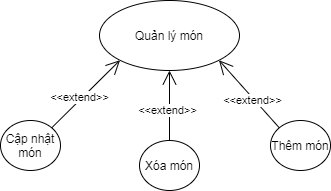 Quản lý món
<<extend>>
<<extend>>
<<extend>>
Cập nhật
món
Xóa món
Thêm món